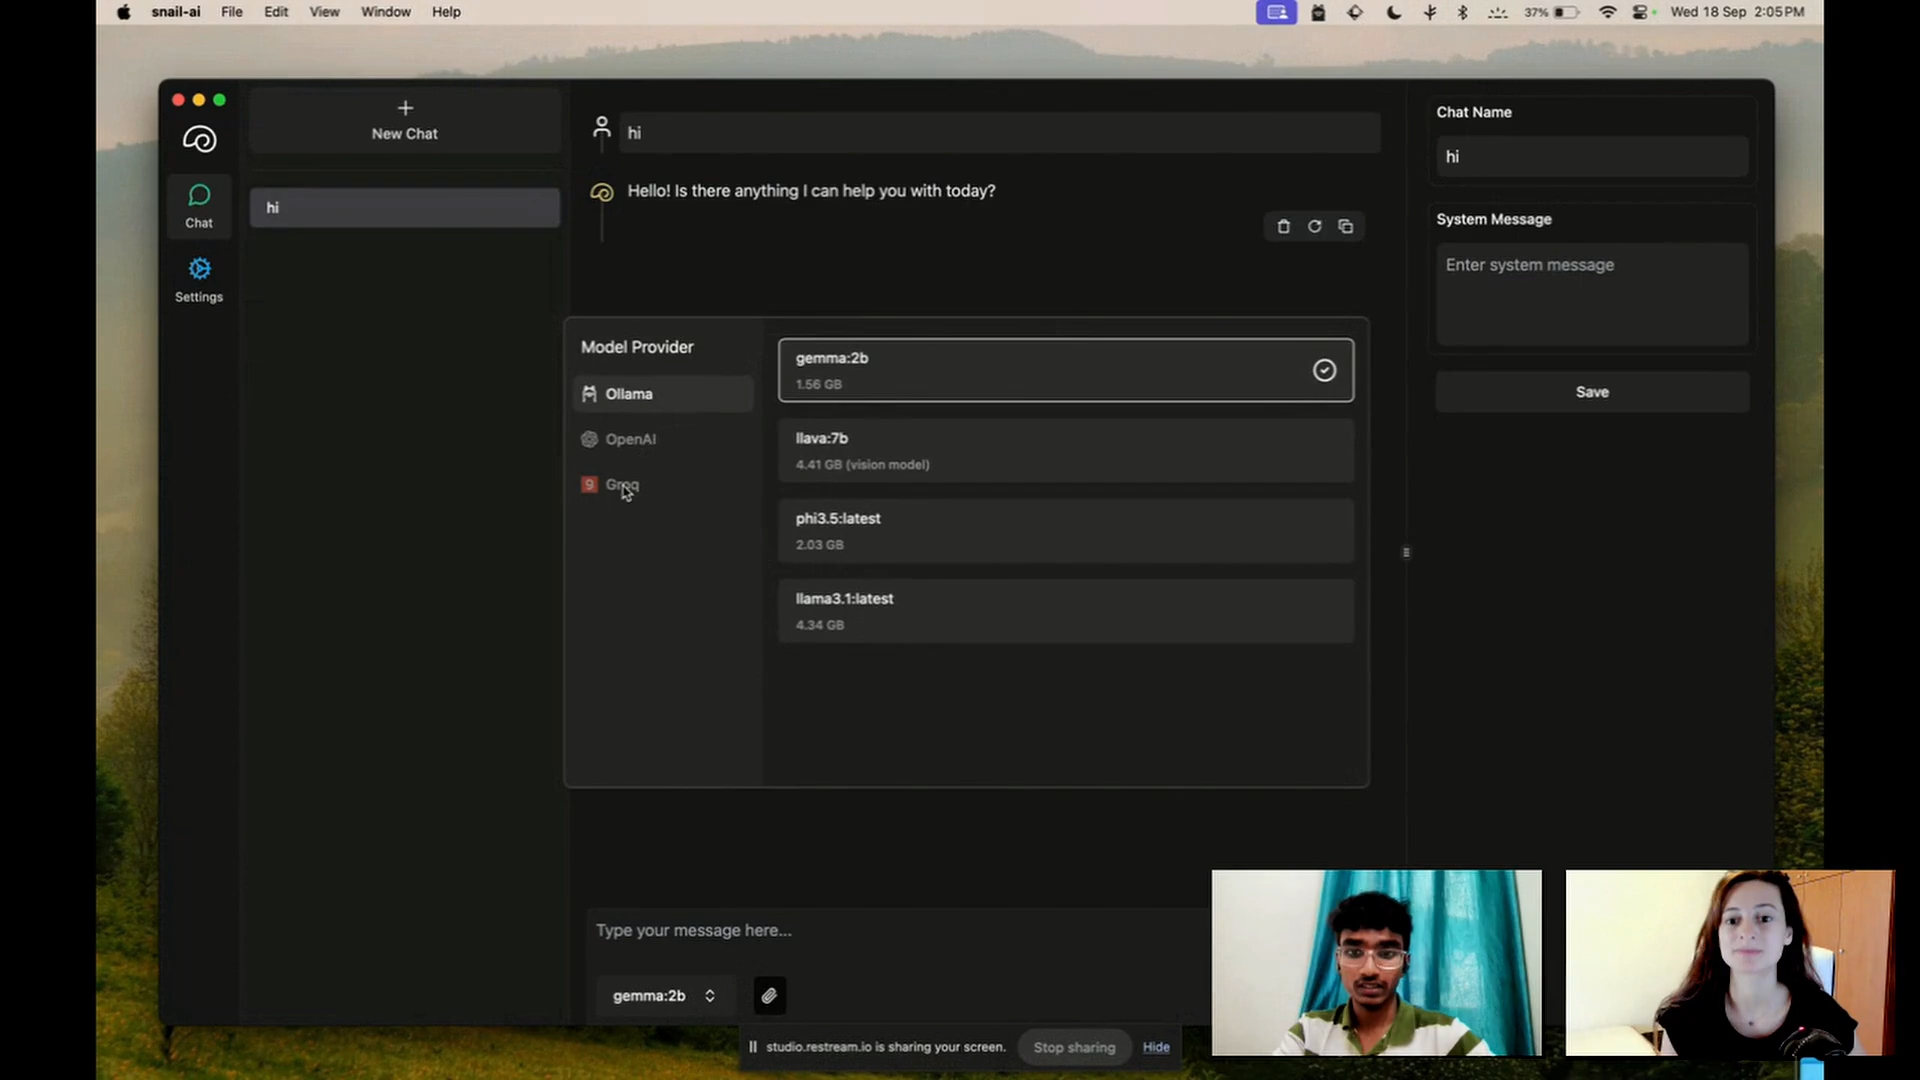 snail-ai File Edit View Window Help
37% Wed 18 Sep 2:05PM
New Chat
Chat
Settings
hi
hi
Hello! Is there anything I can help you with today?
Model Provider
Ollama
OpenAI
Groq
gemma:2b
1.56 GB
llava:7b
4.41 GB (vision model)
phi3.5:latest
2.03 GB
llama3.1:latest
4.34 GB
Chat Name
hi
System Message
Enter system message
Save
Type your message here...
gemma:2b
studio.restream.io is sharing your screen. Stop sharing Hide